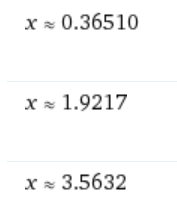 x ≈ 0.36510
x ≈ 1.9217
x ≈ 3.5632